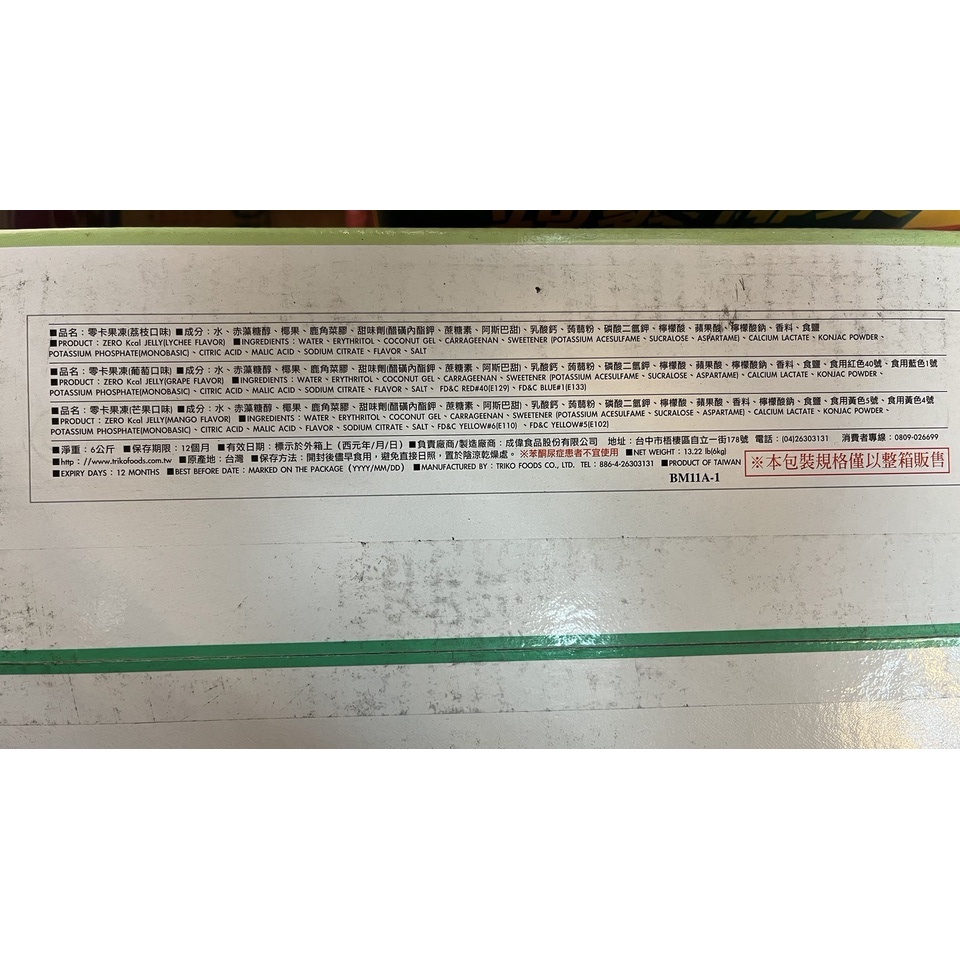 ■品名：零卡果凍(荔枝口味) ■成分：水、赤藻糖醇、椰果、鹿角菜膠、甜味劑(醋磺內酯鉀、蔗糖素、阿斯巴甜)、乳酸鈣、蒟蒻粉、磷酸二氫鉀、檸檬酸、蘋果酸、檸檬酸鈉、香料、食鹽
■PRODUCT：ZERO Kcal JELLY(LYCHEE FLAVOR) ■INGREDIENTS：WATER、ERYTHRITOL、COCONUT GEL、CARRAGEENAN、SWEETENER (POTASSIUM ACESULFAME、SUCRALOSE、ASPARTAME)、CALCIUM LACTATE、KONJAC POWDER、
POTASSIUM PHOSPHATE(MONOBASIC)、CITRIC ACID、MALIC ACID、SODIUM CITRATE、FLAVOR、SALT
■品名：零卡果凍(葡萄口味) ■成分：水、赤藻糖醇、椰果、鹿角菜膠、甜味劑(醋磺內酯鉀、蔗糖素、阿斯巴甜)、乳酸鈣、蒟蒻粉、磷酸二氫鉀、檸檬酸、蘋果酸、檸檬酸鈉、香料、食鹽、食用紅色40號、食用藍色1號
■PRODUCT：ZERO Kcal JELLY(GRAPE FLAVOR) ■INGREDIENTS：WATER、ERYTHRITOL、COCONUT GEL、CARRAGEENAN、SWEETENER (POTASSIUM ACESULFAME、SUCRALOSE、ASPARTAME)、CALCIUM LACTATE、KONJAC POWDER、
POTASSIUM PHOSPHATE(MONOBASIC)、CITRIC ACID、MALIC ACID、SODIUM CITRATE、FLAVOR、SALT、FD&C RED#40(E129)、FD&C BLUE#1(E133)
■品名：零卡果凍(芒果口味) ■成分：水、赤藻糖醇、椰果、鹿角菜膠、甜味劑(醋磺內酯鉀、蔗糖素、阿斯巴甜)、乳酸鈣、蒟蒻粉、磷酸二氫鉀、檸檬酸、蘋果酸、香料、檸檬酸鈉、食鹽、食用黃色5號、食用黃色4號
■PRODUCT：ZERO Kcal JELLY(MANGO FLAVOR) ■INGREDIENTS：WATER、ERYTHRITOL、COCONUT GEL、CARRAGEENAN、SWEETENER (POTASSIUM ACESULFAME、SUCRALOSE、ASPARTAME)、CALCIUM LACTATE、KONJAC POWDER、
POTASSIUM PHOSPHATE(MONOBASIC)、CITRIC ACID、MALIC ACID、FLAVOR、SODIUM CITRATE、SALT、FD&C YELLOW#6(E110)、FD&C YELLOW#5(E102)
■淨重：6公斤 ■保存期限：12個月 ■有效日期：標示於外箱上（西元年/月/日）■負責廠商/製造廠商：成偉食品股份有限公司 地址：台中市梧棲區自立一街178號 電話：(04)26303131 消費者專線：0809-026699
■http：//www.trikofoods.com.tw ■原產地：台灣 ■保存方法：開封後儘早食用，避免直接日照，置於陰涼乾燥處。※苯酮尿症患者不宜使用 ■NET WEIGHT：13.22 lb(6kg)
■EXPIRY DAYS：12 MONTHS ■BEST BEFORE DATE：MARKED ON THE PACKAGE (YYYY/MM/DD) ■MANUFACTURED BY：TRIKO FOODS CO., LTD. TEL：886-4-26303131 ■PRODUCT OF TAIWAN
※本包裝規格僅以整箱販售
BM11A-1